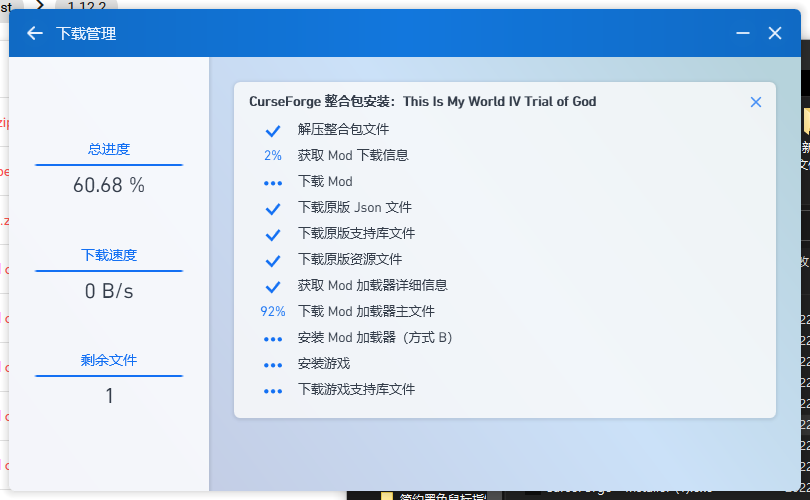 st
1.12.2
下载管理
总进度
60.68 %
下载速度
0 B/s
剩余文件
1
CurseForge 整合包安装：This Is My World IV Trial of God
解压整合包文件
2% 获取 Mod 下载信息
下载 Mod
下载原版 Json 文件
下载原版支持库文件
下载原版资源文件
获取 Mod 加载器详细信息
92% 下载 Mod 加载器主文件
安装 Mod 加载器（方式 B）
安装游戏
下载游戏支持库文件